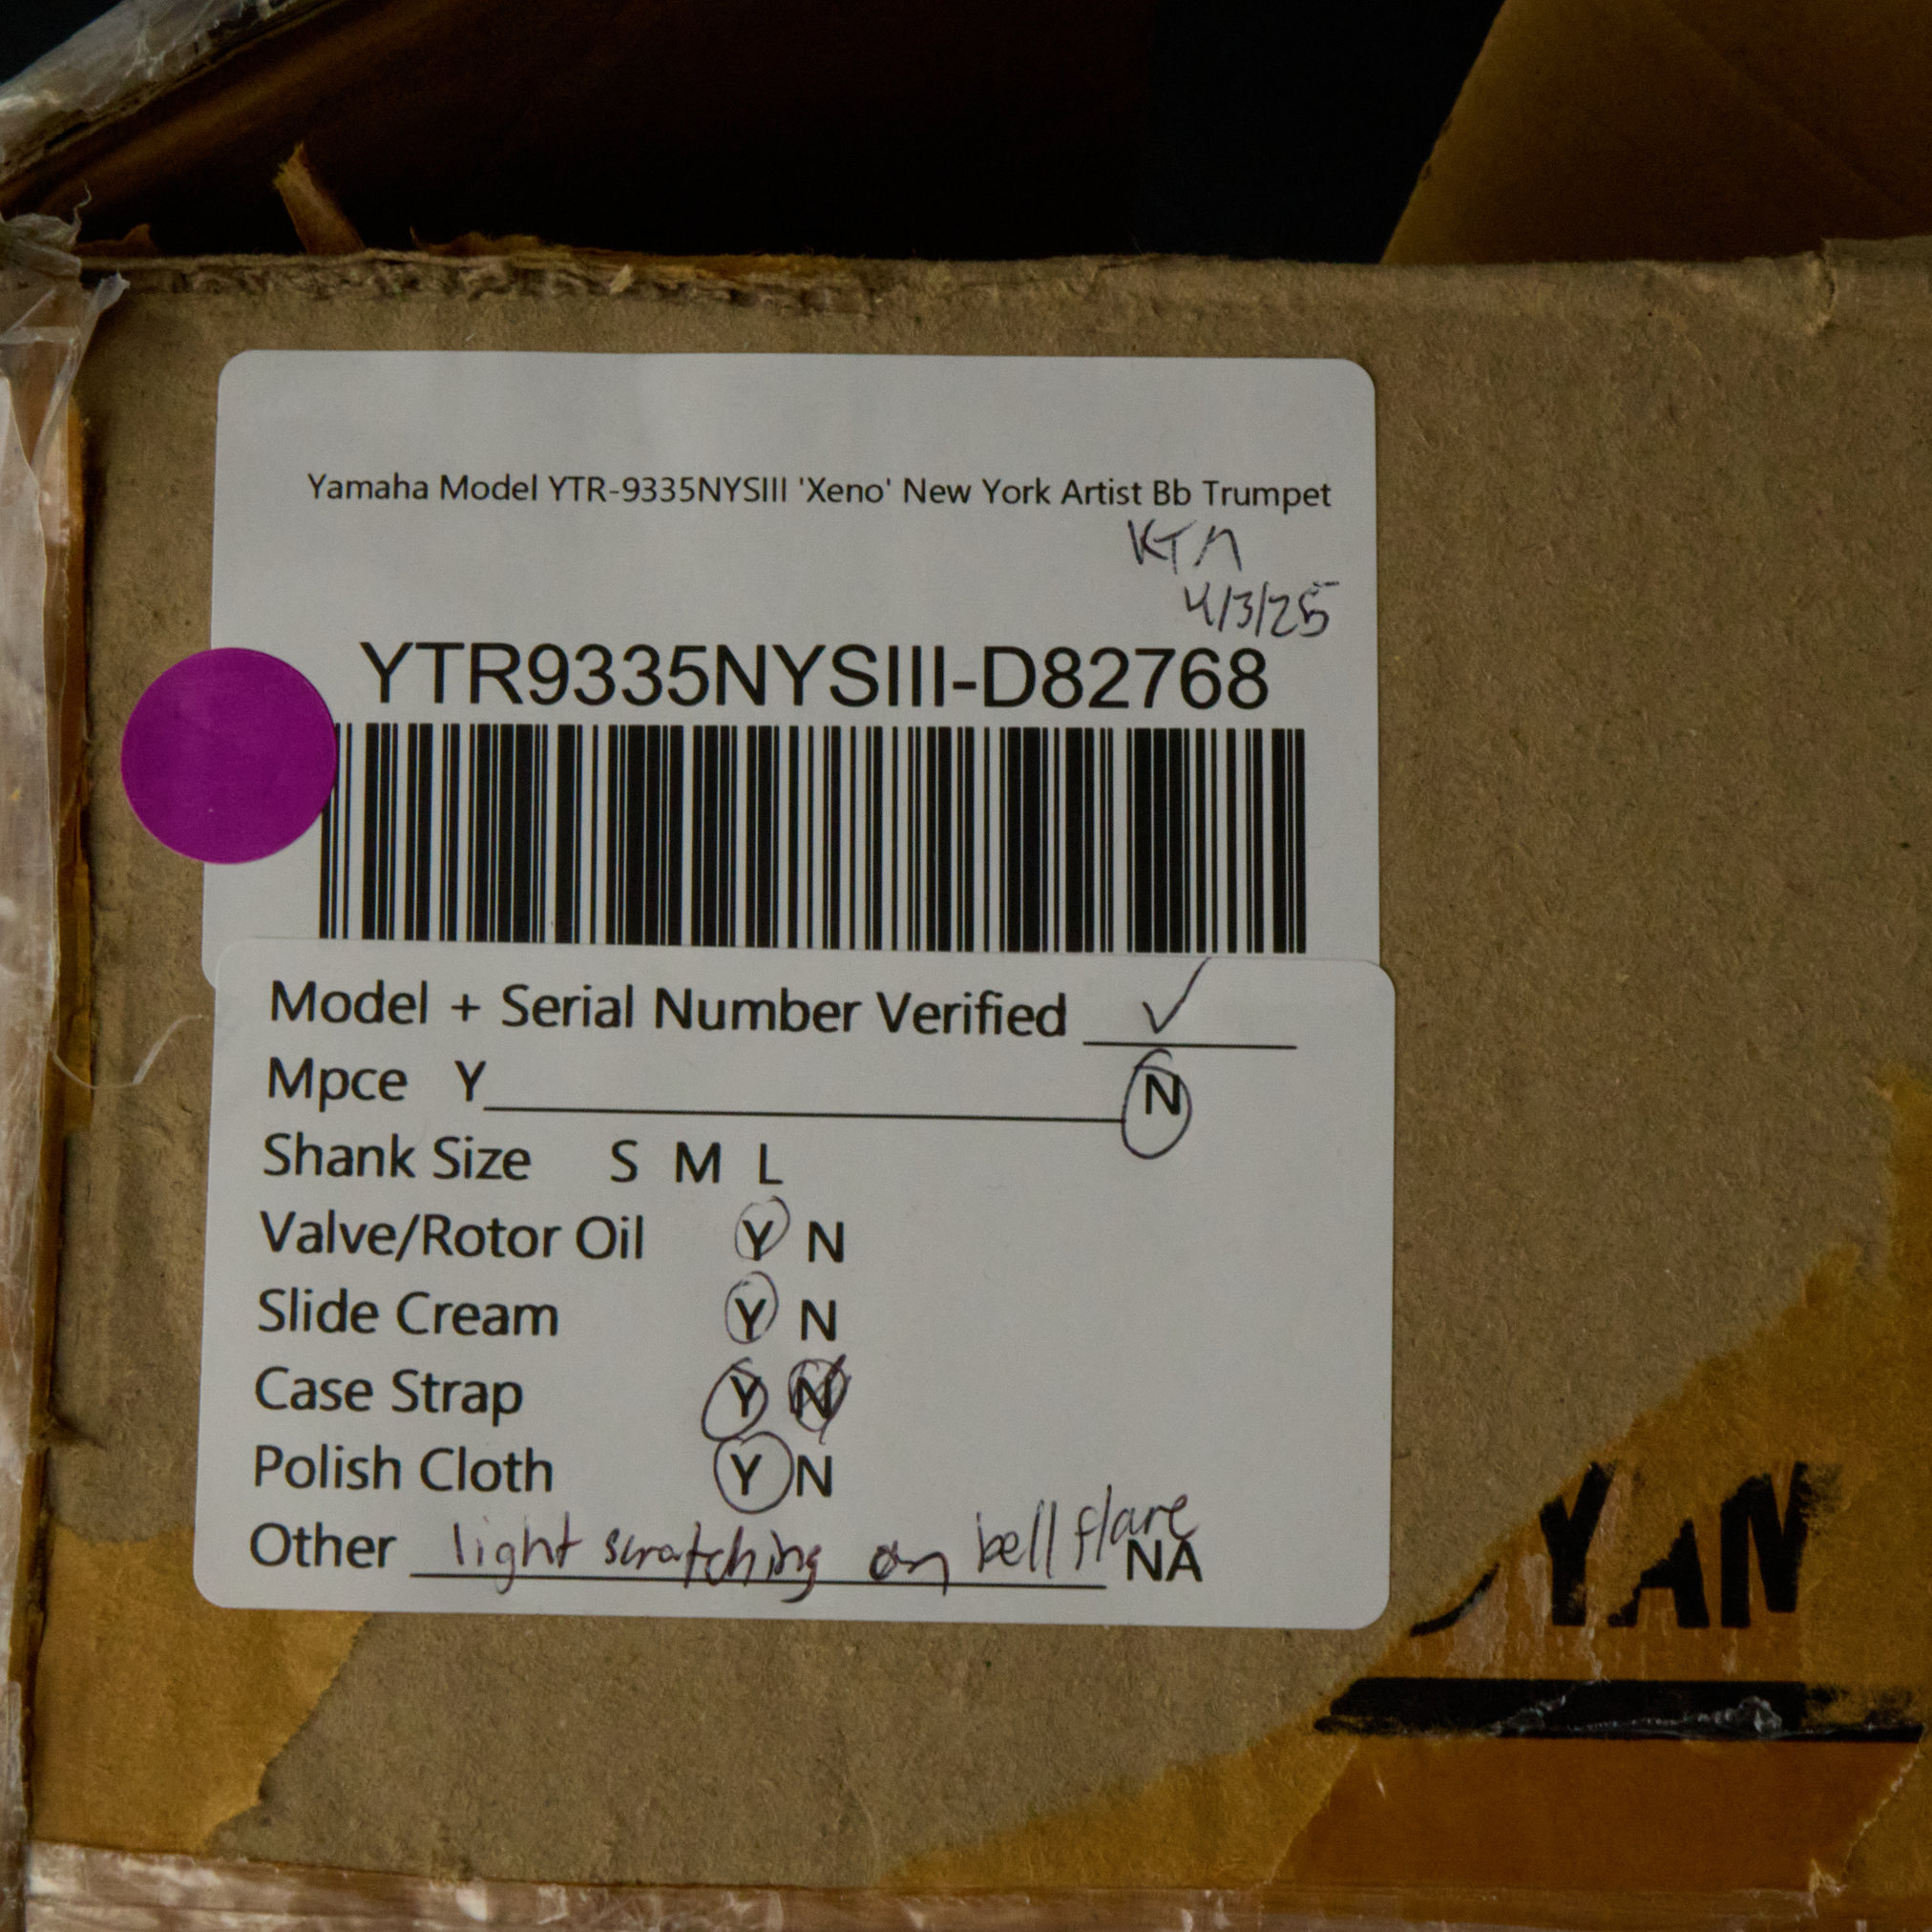 Yamaha Model YTR-9335NYSIII 'Xeno' New York Artist Bb Trumpet
KTM
4/3/25
YTR9335NYSIII-D82768
Model + Serial Number Verified ✓
Mpce Y N
Shank Size S M L
Valve/Rotor Oil Y N
Slide Cream Y N
Case Strap Y N
Polish Cloth Y N
Other light scratching on bell flare NA
YAN